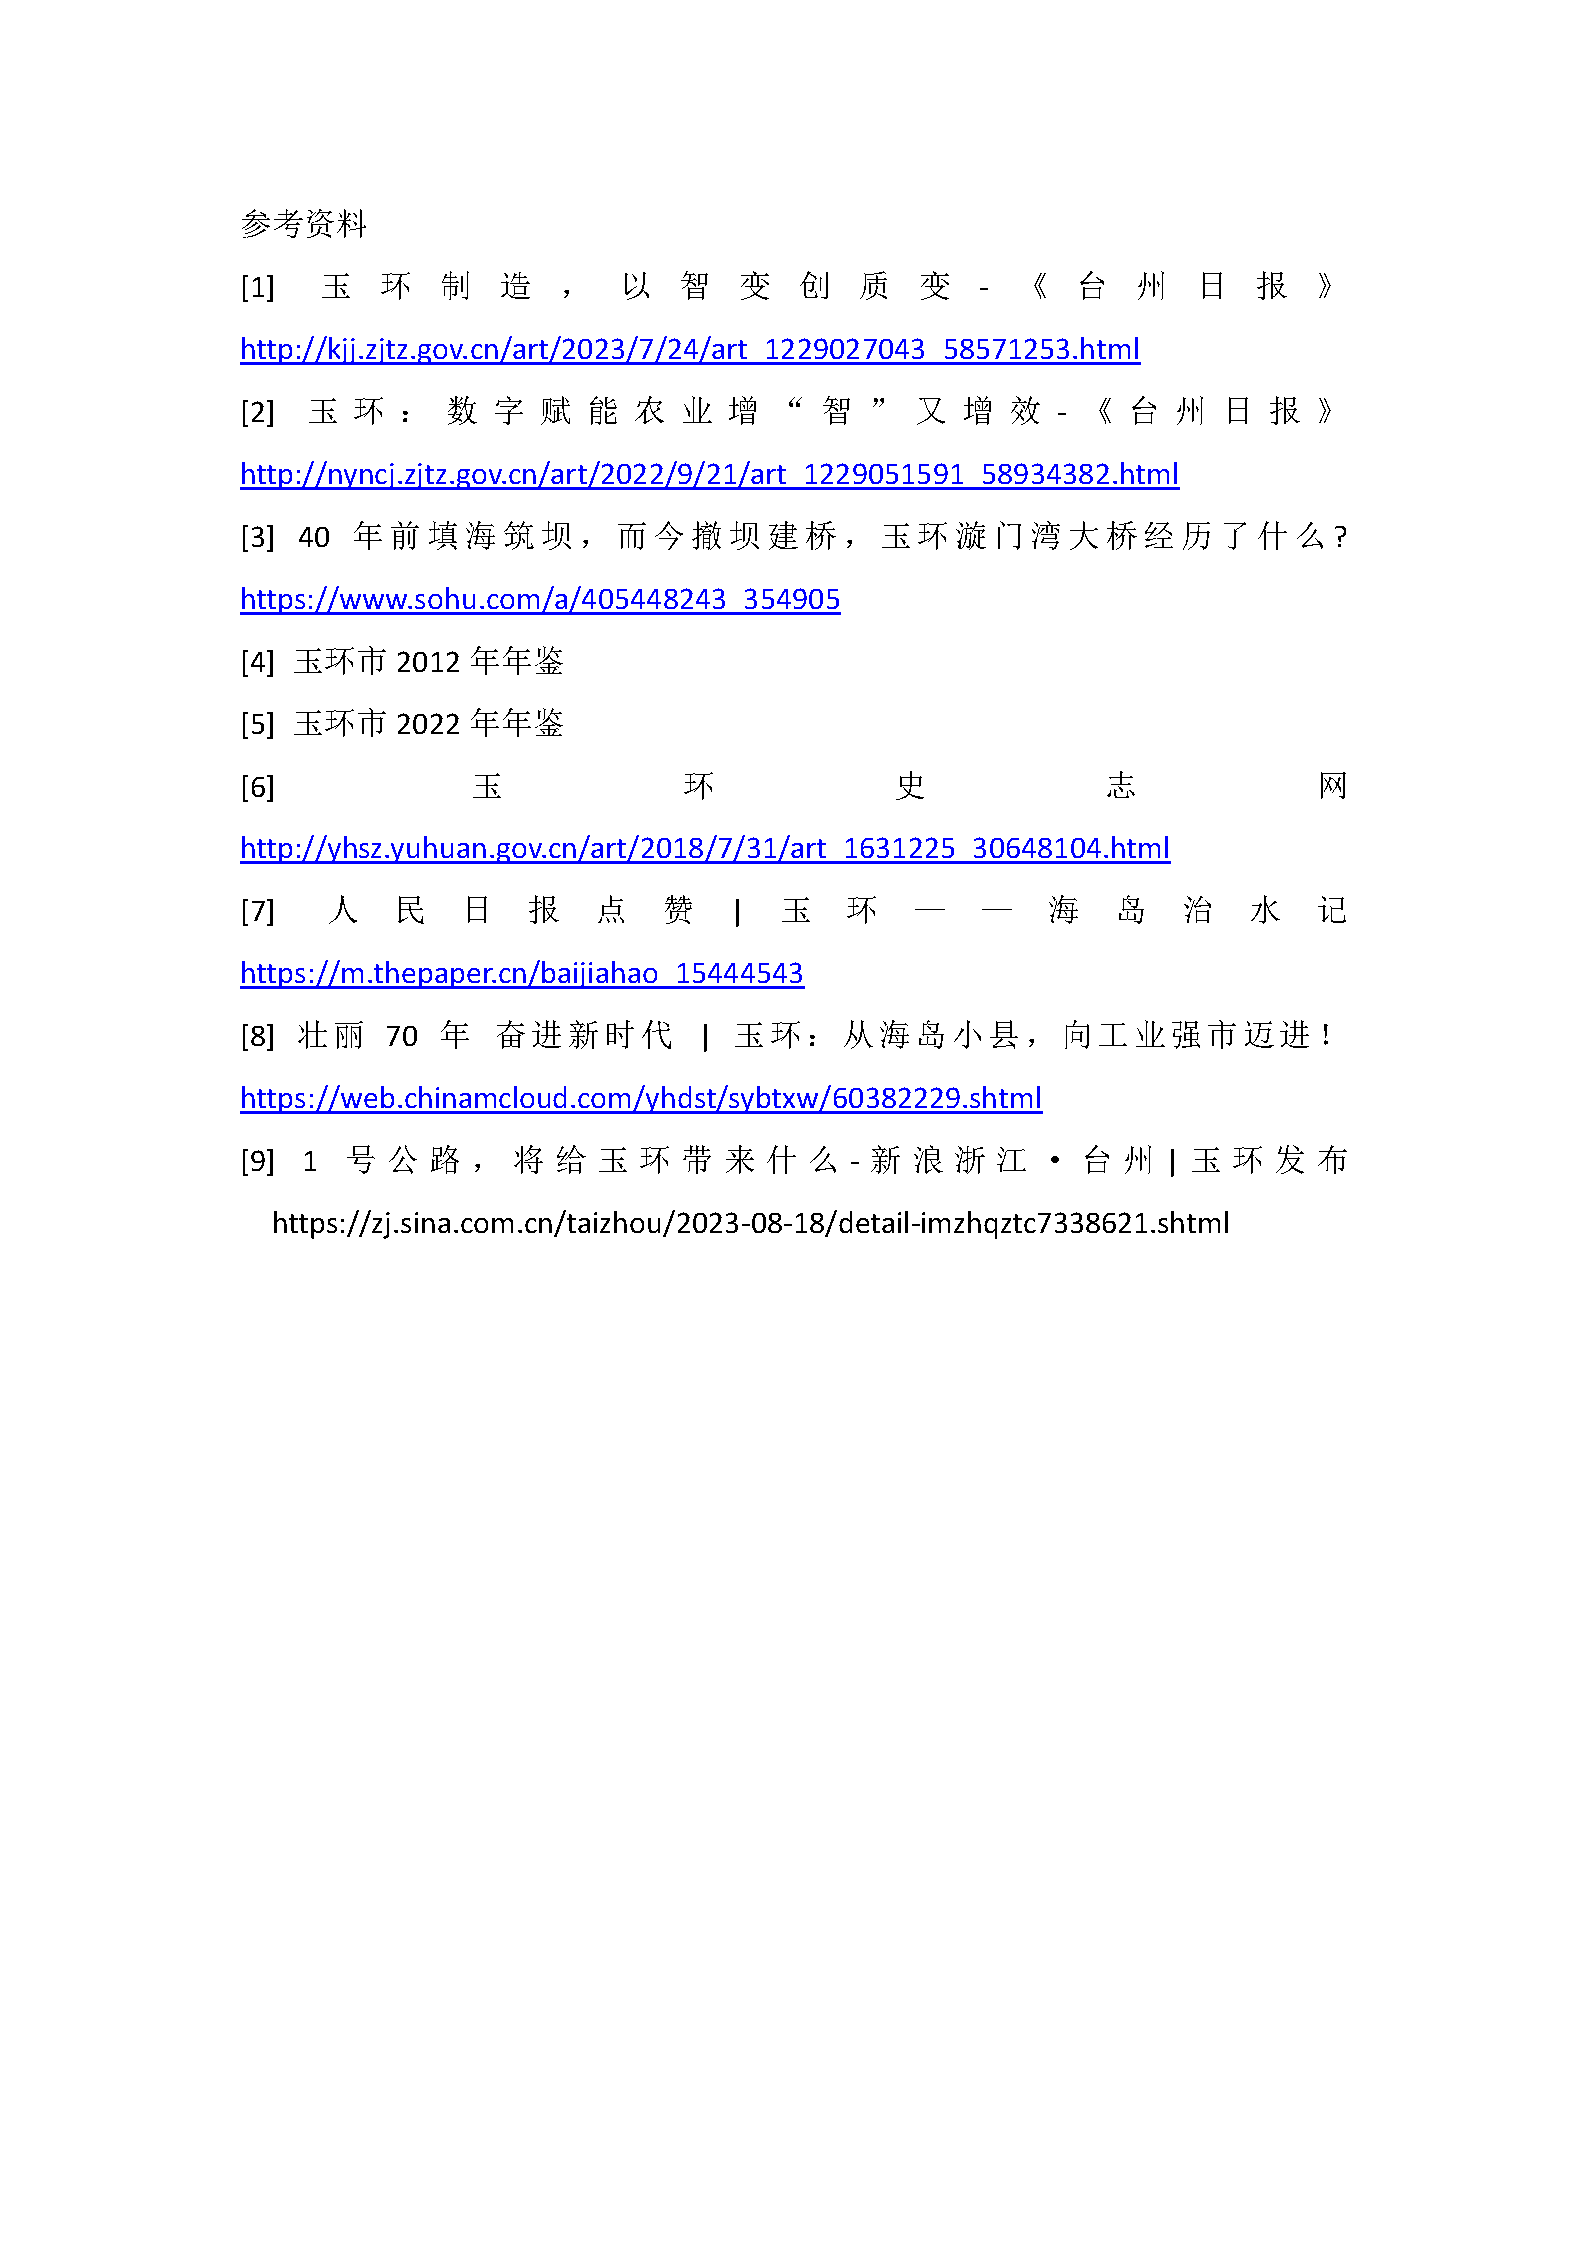 参考资料
[1] 玉环制造，以智变创质变-《台州日报》
http://kjj.zjtz.gov.cn/art/2023/7/24/art_1229027043_58571253.html
[2] 玉环：数字赋能农业增“智”又增效-《台州日报》
http://nyncj.zjtz.gov.cn/art/2022/9/21/art_1229051591_58934382.html
[3] 40 年前填海筑坝，而今撤坝建桥，玉环漩门湾大桥经历了什么?
https://www.sohu.com/a/405448243_354905
[4] 玉环市 2012 年年鉴
[5] 玉环市 2022 年年鉴
[6] 玉环史志网
http://yhsz.yuhuan.gov.cn/art/2018/7/31/art_1631225_30648104.html
[7] 人民日报点赞 | 玉环——海岛治水记
https://m.thepaper.cn/baijiahao_15444543
[8] 壮丽 70 年 奋进新时代 | 玉环：从海岛小县，向工业强市迈进！
https://web.chinamcloud.com/yhdst/sybtxw/60382229.shtml
[9] 1 号公路，将给玉环带来什么-新浪浙江·台州|玉环发布
https://zj.sina.com.cn/taizhou/2023-08-18/detail-imzhqztc7338621.shtml